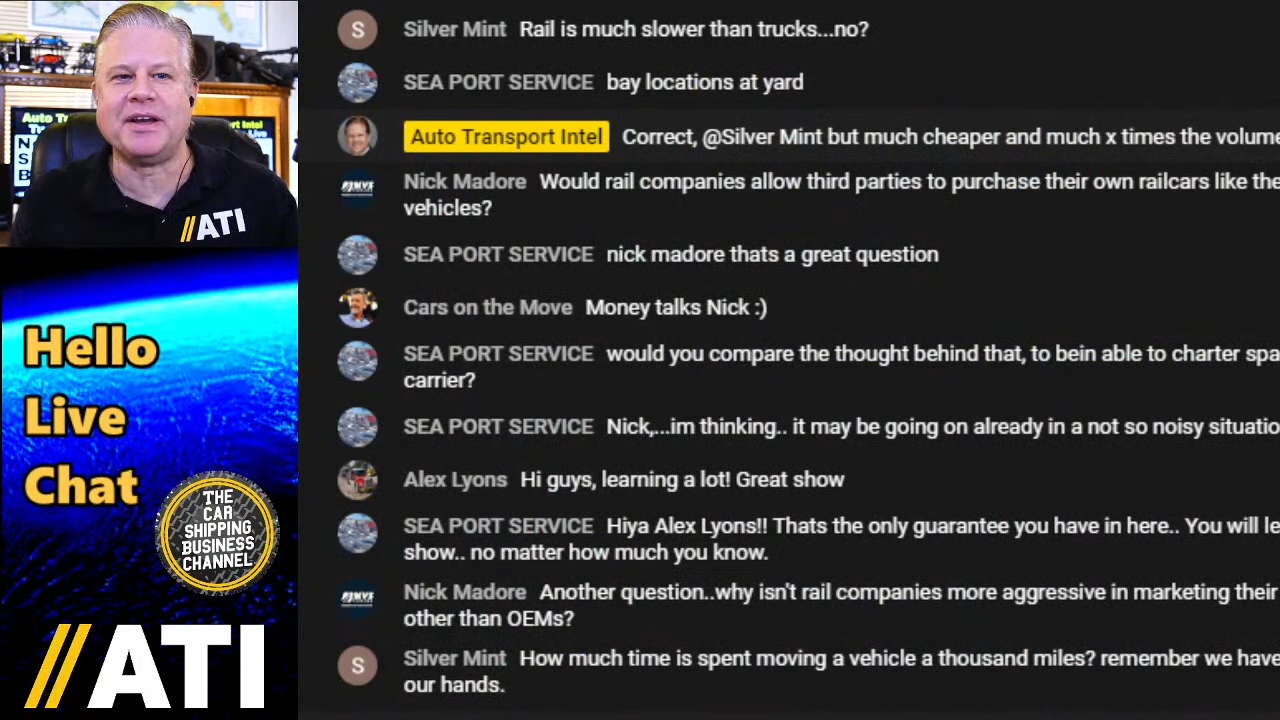 Silver Mint Rail is much slower than trucks...no?
SEA PORT SERVICE bay locations at yard
Auto Transport Intel Correct, @Silver Mint but much cheaper and much x times the volume
Nick Madore Would rail companies allow third parties to purchase their own railcars like the
vehicles?
SEA PORT SERVICE nick madore thats a great question
Cars on the Move Money talks Nick :)
SEA PORT SERVICE would you compare the thought behind that, to bein able to charter spa
carrier?
SEA PORT SERVICE Nick,...im thinking.. it may be going on already in a not so noisy situatio
Alex Lyons Hi guys, learning a lot! Great show
SEA PORT SERVICE Hiya Alex Lyons!! Thats the only guarantee you have in here.. You will le
show.. no matter how much you know.
Nick Madore Another question..why isn't rail companies more aggressive in marketing their
other than OEMs?
Silver Mint How much time is spent moving a vehicle a thousand miles? remember we have
our hands.
S
S
//ATI
Hello
Live
Chat
THE
CAR
SHIPPING
BUSINESS
CHANNEL
//ATI